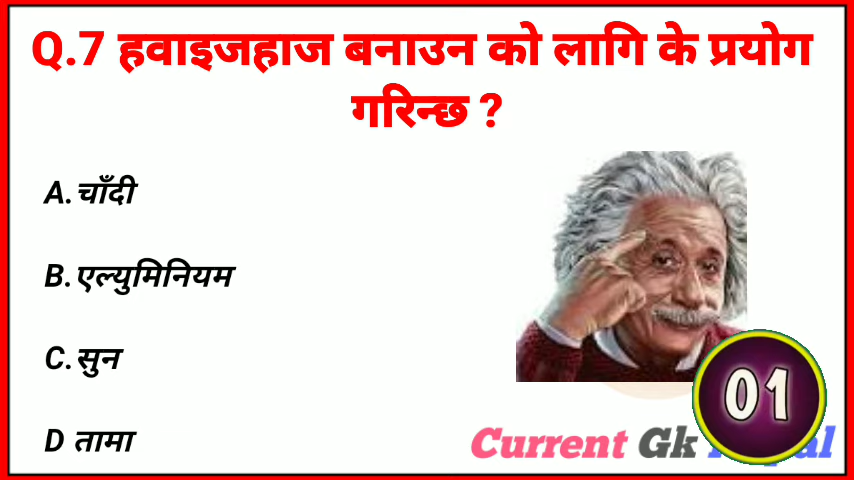 Q.7 हवाइजहाज बनाउन को लागि के प्रयोग
गरिन्छ ?
A.चाँदी
B.एल्युमिनियम
C.सुन
D तामा
01
Current Gk